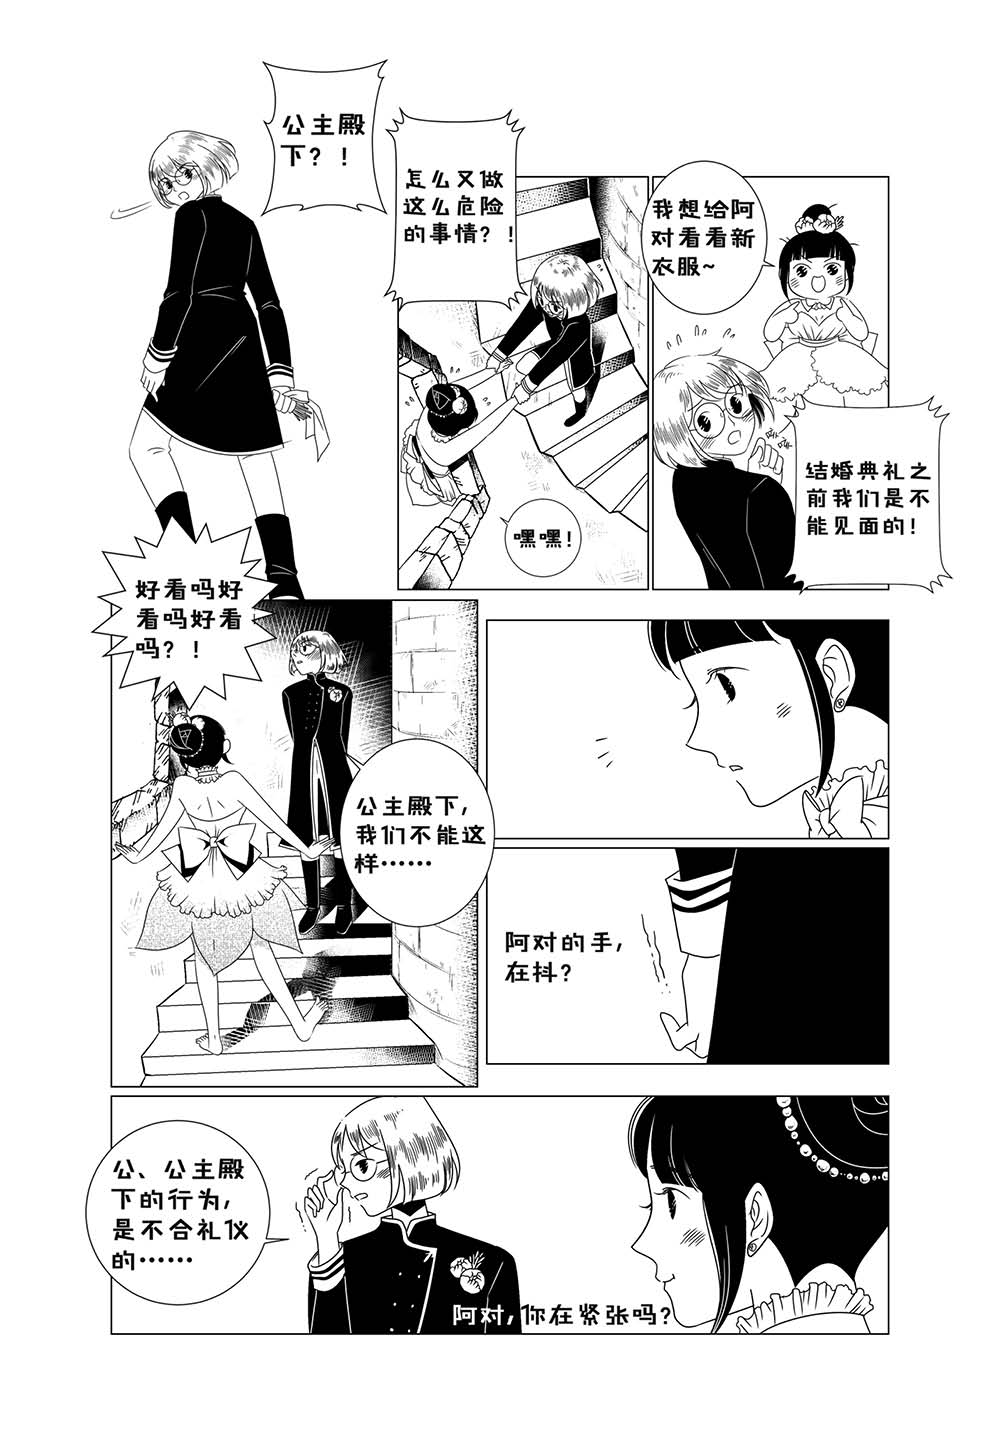 公主殿
下？！
怎么又做
这么危险
的事情？！
嘿嘿！
我想给阿
对看看新
衣服~
啵啵
结婚典礼之
前我们是不
能见面的！
好看吗好
看吗好看
吗？！
公主殿下，
我们不能这
样……
阿对的手，
在抖？
公、公主殿
下的行为，
是不合礼仪
的……
阿对，你在紧张吗？